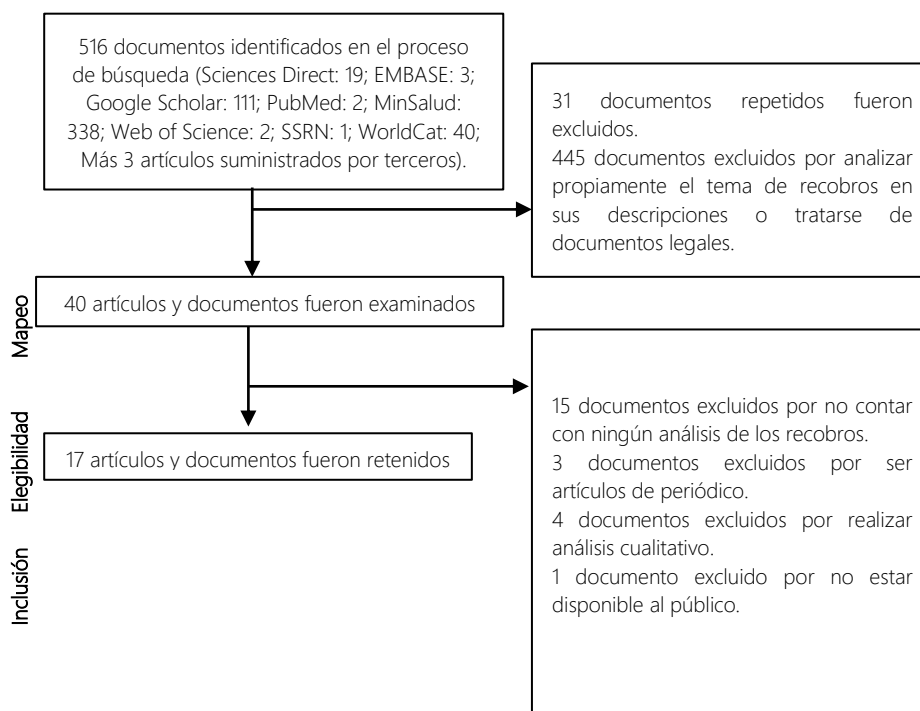 516 documentos identificados en el proceso
de búsqueda (Sciences Direct: 19; EMBASE: 3;
Google Scholar: 111; PubMed: 2; MinSalud:
338; Web of Science: 2; SSRN: 1; WorldCat: 40;
Más 3 artículos suministrados por terceros).
31 documentos repetidos fueron
excluidos.
445 documentos excluidos por analizar
propiamente el tema de recobros en
sus descripciones o tratarse de
documentos legales.
Mapeo
40 artículos y documentos fueron examinados
Elegibilidad
17 artículos y documentos fueron retenidos
15 documentos excluidos por no contar
con ningún análisis de los recobros.
3 documentos excluidos por ser
artículos de periódico.
4 documentos excluidos por realizar
análisis cualitativo.
1 documento excluido por no estar
disponible al público.
Inclusión